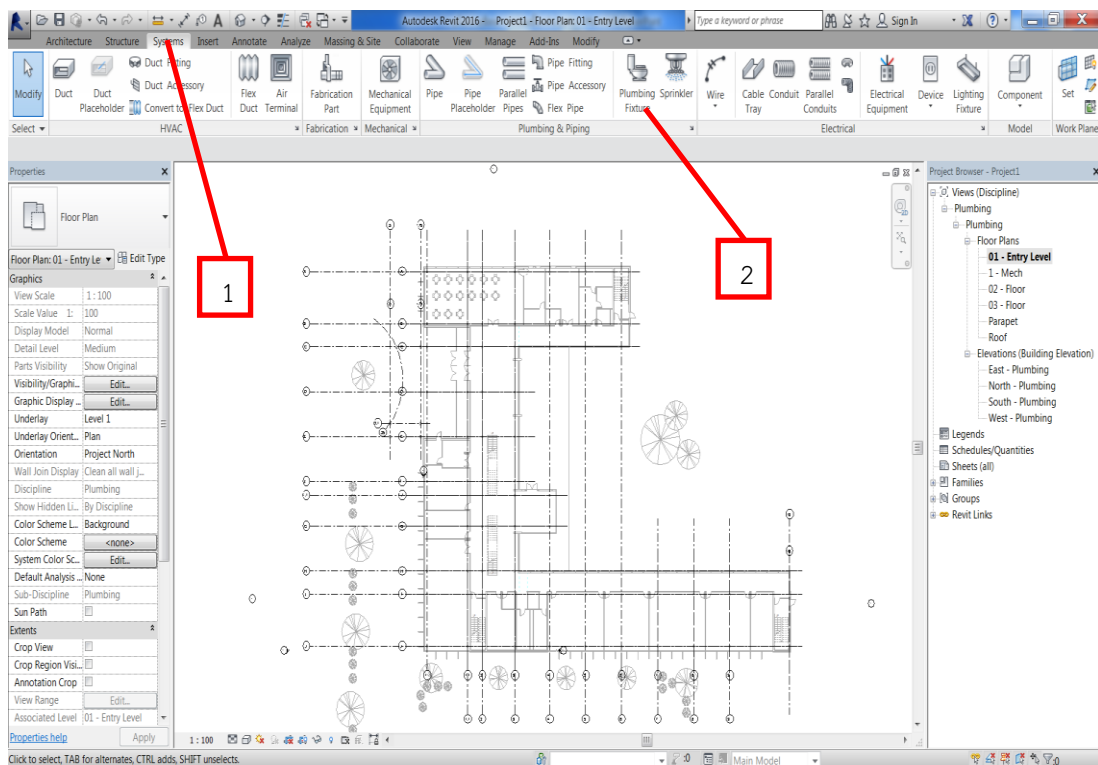 Autodesk Revit 2016 - Project1 - Floor Plan: 01 - Entry Level
Type a keyword or phrase
Sign In
Architecture Structure Systems Insert Annotate Analyze Massing & Site Collaborate View Manage Add-Ins Modify
Modify
Duct
Duct Placeholder
Duct Fitting
Duct Accessory
Convert to Flex Duct
Flex Duct
Air Terminal
Fabrication Part
Mechanical Equipment
Pipe
Pipe Placeholder
Parallel Pipes
Pipe Fitting
Pipe Accessory
Flex Pipe
Plumbing Fixture
Sprinkler
Wire
Cable Tray
Conduit
Parallel Conduits
Electrical Equipment
Device
Lighting Fixture
Component
Set
Select
HVAC
Fabrication
Mechanical
Plumbing & Piping
Electrical
Model
Work Plane
1
2
Properties
Floor Plan
Floor Plan: 01 - Entry Le
Edit Type
Graphics
View Scale 1 : 100
Scale Value 1: 100
Display Model Normal
Detail Level Medium
Parts Visibility Show Original
Visibility/Graphi... Edit...
Graphic Display ... Edit...
Underlay Level 1
Underlay Orient... Plan
Orientation Project North
Wall Join Display Clean all wall j...
Discipline Plumbing
Show Hidden Li... By Discipline
Color Scheme L... Background
Color Scheme <none>
System Color Sc... Edit...
Default Analysis ... None
Sub-Discipline Plumbing
Sun Path
Extents
Crop View
Crop Region Visi...
Annotation Crop
View Range Edit...
Associated Level 01 - Entry Level
Properties help
Apply
Project Browser - Project1
Views (Discipline)
Plumbing
Plumbing
Floor Plans
01 - Entry Level
1 - Mech
02 - Floor
03 - Floor
Parapet
Roof
Elevations (Building Elevation)
East - Plumbing
North - Plumbing
South - Plumbing
West - Plumbing
Legends
Schedules/Quantities
Sheets (all)
Families
Groups
Revit Links
1 : 100
Click to select, TAB for alternates, CTRL adds, SHIFT unselects.
:0
Main Model
:0